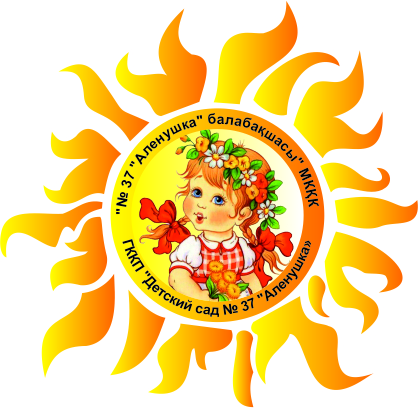 "№ 37 "Аленушка" балабақшасы" МКҚК
ГККП "Детский сад № 37 "Аленушка»